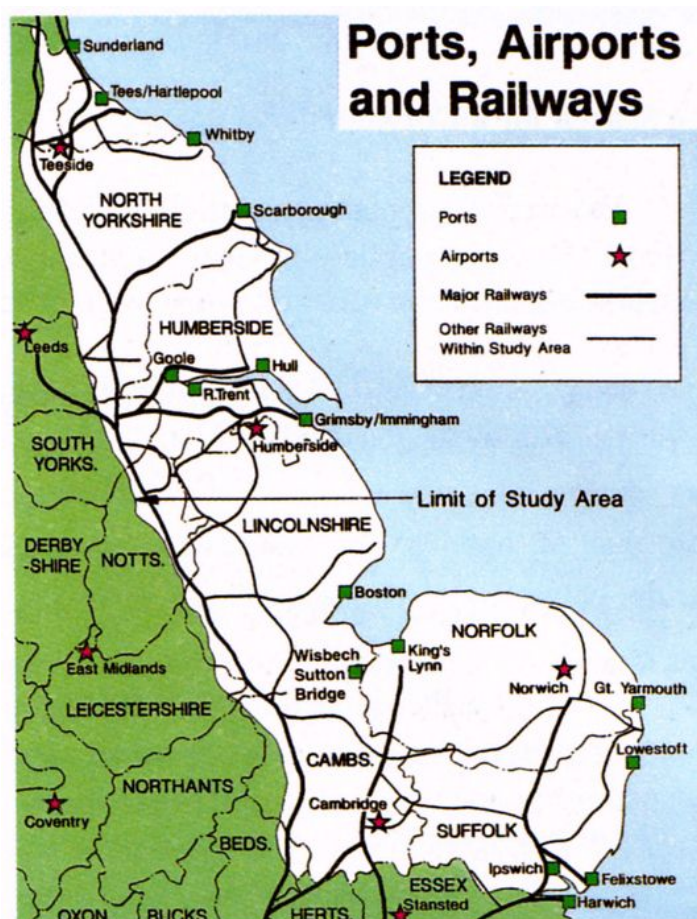 Ports, Airports
and Railways
LEGEND
Ports
Airports
Major Railways
Other Railways
Within Study Area
Sunderland
Tees/Hartlepool
Whitby
Teeside
NORTH
YORKSHIRE
Scarborough
HUMBERSIDE
Leeds
Goole
Hull
R.Trent
Grimsby/Immingham
Humberside
SOUTH
YORKS.
Limit of Study Area
LINCOLNSHIRE
DERBY
-SHIRE
NOTTS.
Boston
NORFOLK
King's
Lynn
Wisbech
Sutton
Bridge
East Midlands
Norwich
Gt. Yarmouth
LEICESTERSHIRE
Lowestoft
CAMBS.
NORTHANTS
Cambridge
Coventry
SUFFOLK
BEDS.
Ipswich
Felixstowe
ESSEX
Stansted
Harwich
OXON
BUCKS
HERTS.